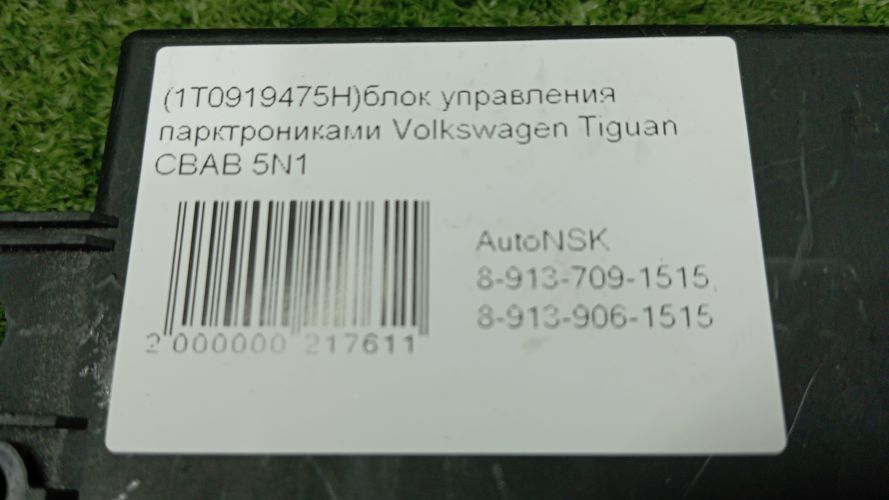 (1T0919475H)блок управления
парктрониками Volkswagen Tiguan
CBAB 5N1
AutoNSK
8-913-709-1515,
8-913-906-1515
2 000000 217611